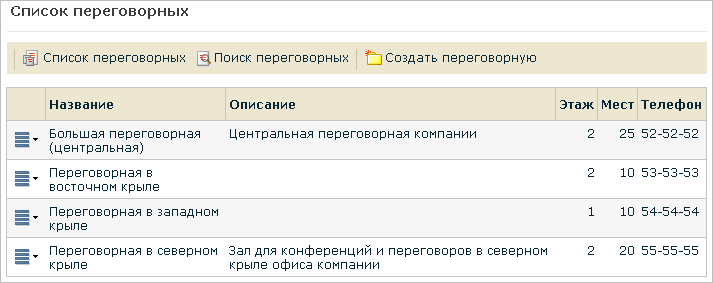 Список переговорных
Список переговорных Поиск переговорных Создать переговорную
Название Описание Этаж Мест Телефон
Большая переговорная Центральная переговорная компании 2 25 52-52-52
(центральная)
Переговорная в 2 10 53-53-53
восточном крыле
Переговорная в западном 1 10 54-54-54
крыле
Переговорная в северном Зал для конференций и переговоров в северном 2 20 55-55-55
крыле крыле офиса компании